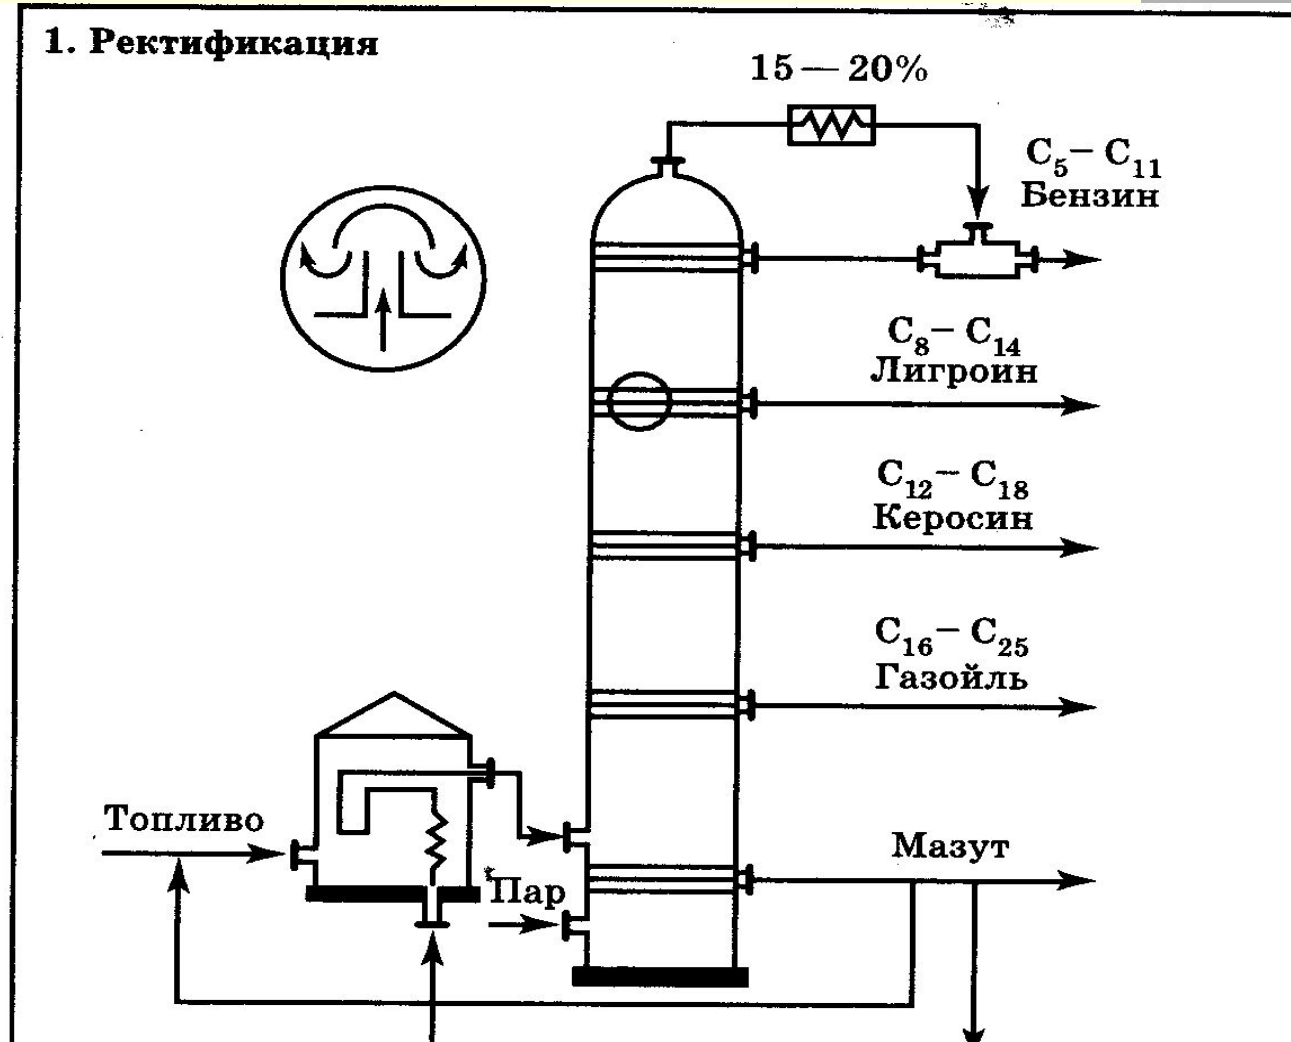 1. Ректификация
15 — 20%
C₅ — C₁₁
Бензин
C₈ — C₁₄
Лигроин
C₁₂ — C₁₈
Керосин
C₁₆ — C₂₅
Газойль
Топливо
Мазут
Пар